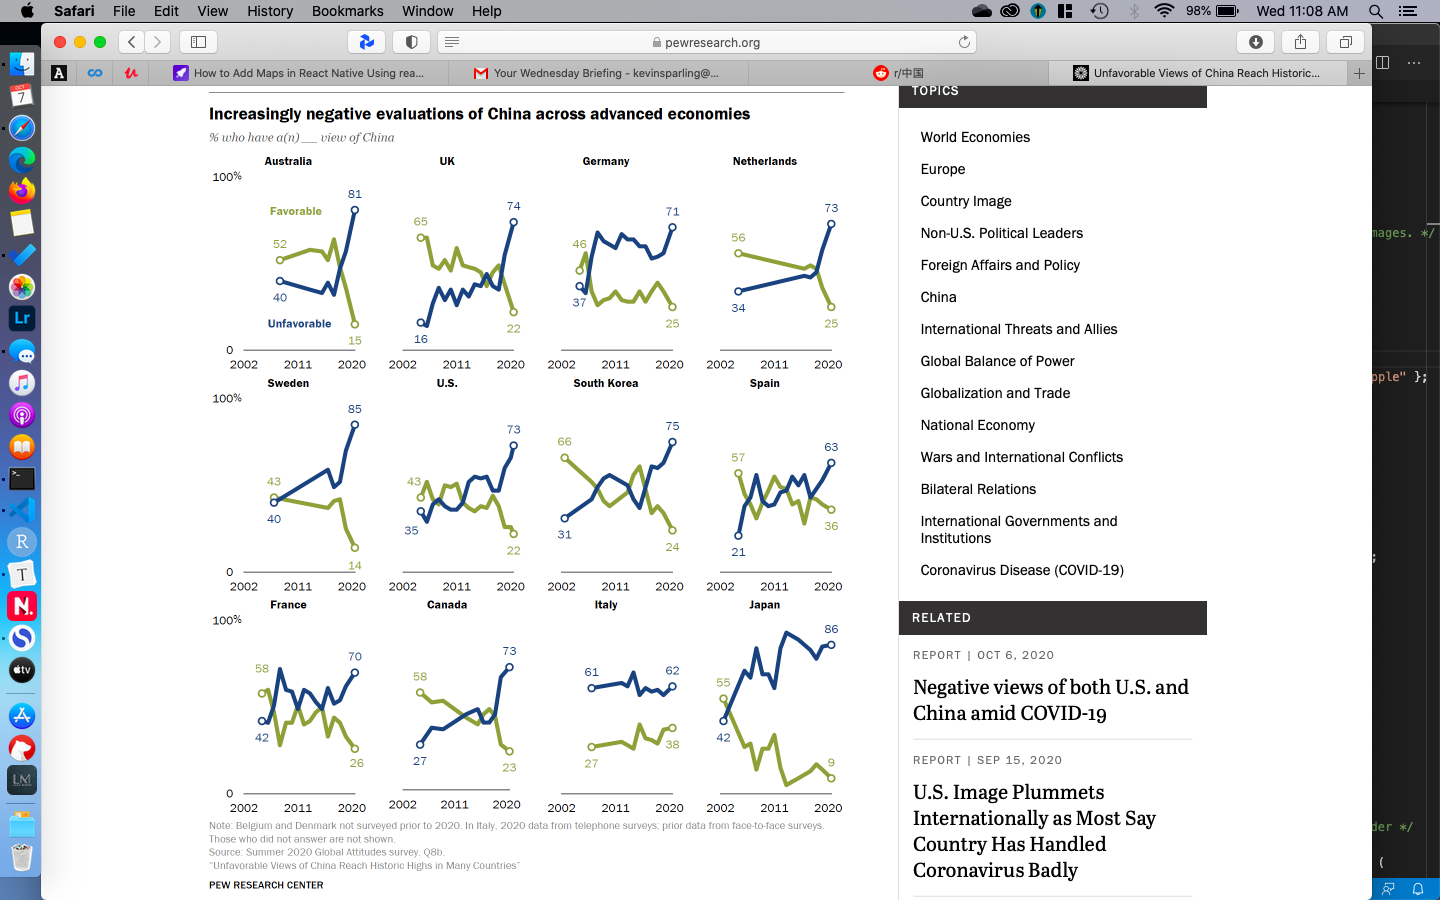 Safari File Edit View History Bookmarks Window Help 98% Wed 11:08 AM
pewresearch.org
How to Add Maps in React Native Using rea...
Your Wednesday Briefing - kevinsparling@...
r/中国
Unfavorable Views of China Reach Historic...
Increasingly negative evaluations of China across advanced economies
% who have a(n) __ view of China
Australia UK Germany Netherlands
100%
Favorable
Unfavorable
52 40 81 15
65 16 74 22
46 37 71 25
56 34 73 25
0
2002 2011 2020 2002 2011 2020 2002 2011 2020 2002 2011 2020
Sweden U.S. South Korea Spain
100%
43 40 85 14
43 35 73 22
66 31 75 24
57 21 63 36
0
2002 2011 2020 2002 2011 2020 2002 2011 2020 2002 2011 2020
France Canada Italy Japan
100%
58 42 70 26
58 27 73 23
61 27 62 38
55 42 86 9
0
2002 2011 2020 2002 2011 2020 2002 2011 2020 2002 2011 2020
Note: Belgium and Denmark not surveyed prior to 2020. In Italy, 2020 data from telephone surveys; prior data from face-to-face surveys.
Those who did not answer are not shown.
Source: Summer 2020 Global Attitudes survey. Q8b.
"Unfavorable Views of China Reach Historic Highs in Many Countries"
PEW RESEARCH CENTER
TOPICS
World Economies
Europe
Country Image
Non-U.S. Political Leaders
Foreign Affairs and Policy
China
International Threats and Allies
Global Balance of Power
Globalization and Trade
National Economy
Wars and International Conflicts
Bilateral Relations
International Governments and
Institutions
Coronavirus Disease (COVID-19)
RELATED
REPORT | OCT 6, 2020
Negative views of both U.S. and
China amid COVID-19
REPORT | SEP 15, 2020
U.S. Image Plummets
Internationally as Most Say
Country Has Handled
Coronavirus Badly
mages. */
pple" };
;
der */
(
OCT
7
Lr
R
T
N.
tv
LM
A